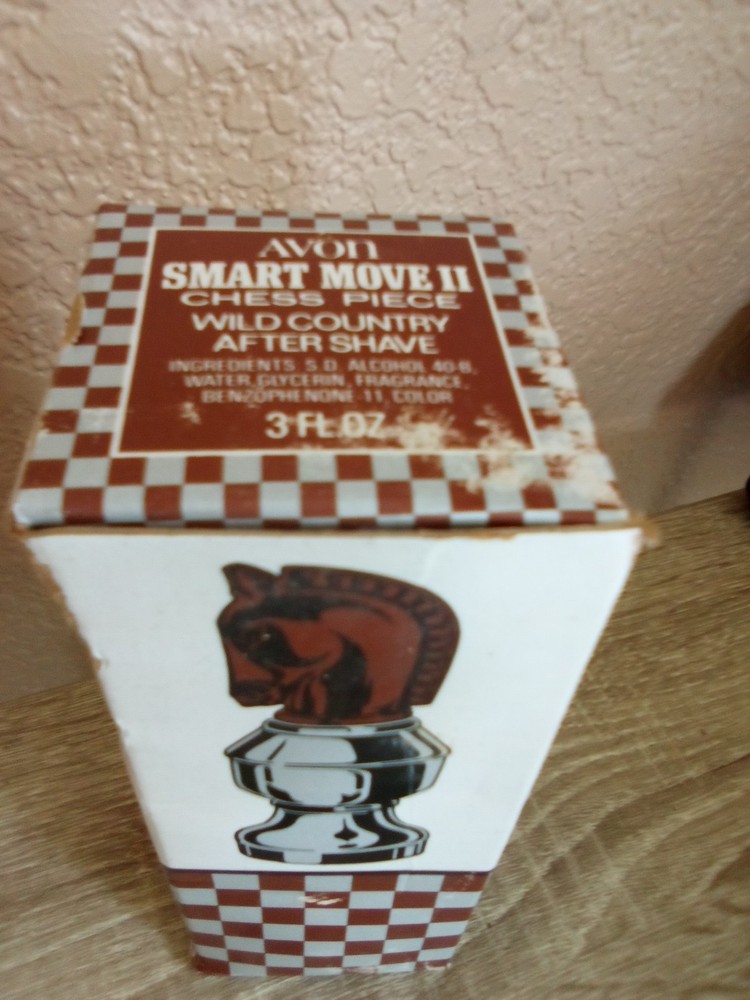 AVON
SMART MOVE II
CHESS PIECE
WILD COUNTRY
AFTER SHAVE
INGREDIENTS S.D. ALCOHOL 40-B,
WATER, GLYCERIN, FRAGRANCE,
BENZOPHENONE-11, COLOR
3 FL. OZ.